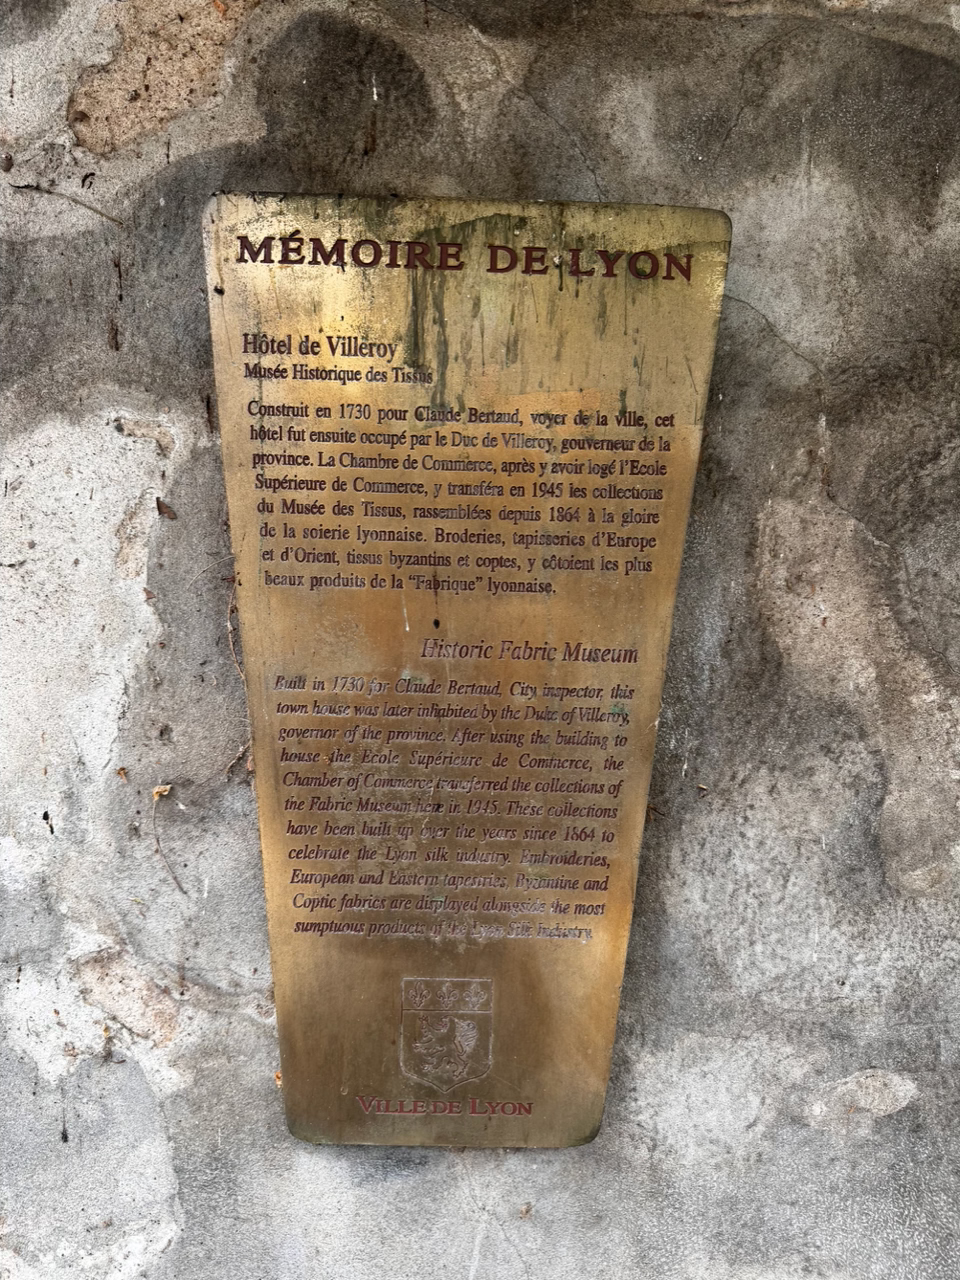 MÉMOIRE DE LYON
Hôtel de Villeroy
Musée Historique des Tissus
Construit en 1730 pour Claude Bertaud, voyer de la ville, cet
hôtel fut ensuite occupé par le Duc de Villeroy, gouverneur de la
province. La Chambre de Commerce, après y avoir logé l'Ecole
Supérieure de Commerce, y transféra en 1945 les collections
du Musée des Tissus, rassemblées depuis 1864 à la gloire
de la soierie lyonnaise. Broderies, tapisseries d'Europe
et d'Orient, tissus byzantins et coptes, y côtoient les plus
beaux produits de la "Fabrique" lyonnaise.
Historic Fabric Museum
Built in 1730 for Claude Bertaud, City inspector, this
town house was later inhabited by the Duke of Villeroy,
governor of the province. After using the building to
house the Ecole Supérieure de Commerce, the
Chamber of Commerce transferred the collections of
the Fabric Museum here in 1945. These collections
have been built up over the years since 1864 to
celebrate the Lyon silk industry. Embroideries,
European and Eastern tapestries, Byzantine and
Coptic fabrics are displayed alongside the most
sumptuous products of the Lyon Silk industry.
VILLE DE LYON